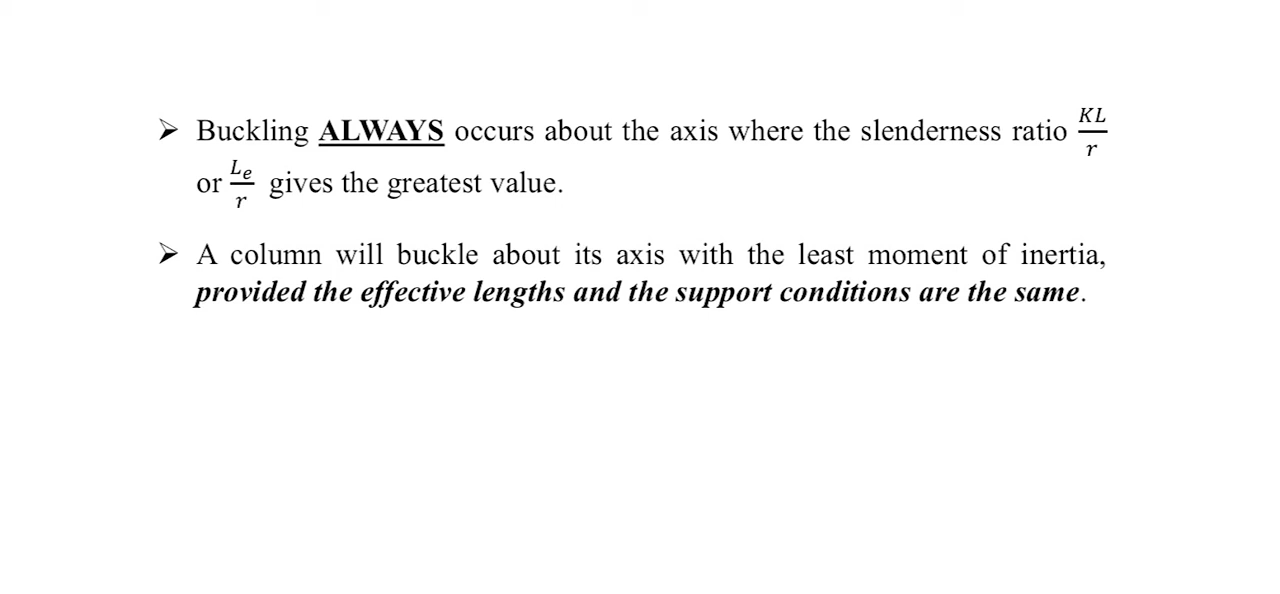 ➢ Buckling ALWAYS occurs about the axis where the slenderness ratio KL/r
or Le/r gives the greatest value.
➢ A column will buckle about its axis with the least moment of inertia,
provided the effective lengths and the support conditions are the same.